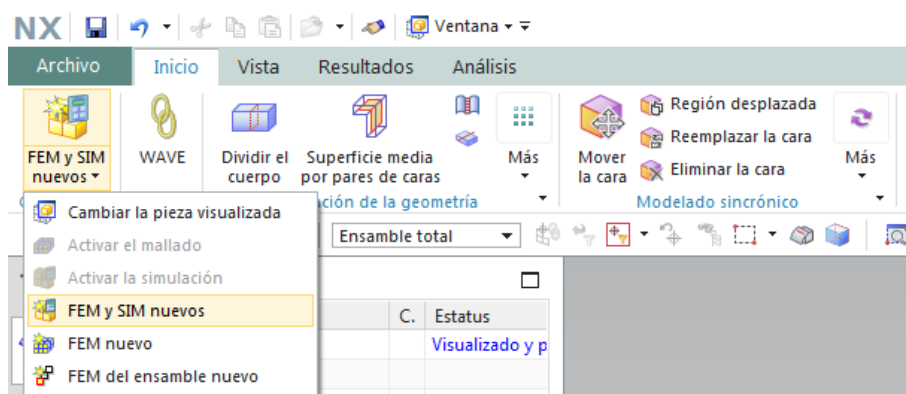 NX Ventana
Archivo Inicio Vista Resultados Análisis
FEM y SIM nuevos
WAVE
Dividir el cuerpo
Superficie media por pares de caras
Más
Mover la cara
Región desplazada
Reemplazar la cara
Eliminar la cara
Más
ción de la geometría
Modelado sincrónico
Cambiar la pieza visualizada
Ensamble total
Activar el mallado
Activar la simulación
FEM y SIM nuevos
C. Estatus
FEM nuevo
Visualizado y p
FEM del ensamble nuevo